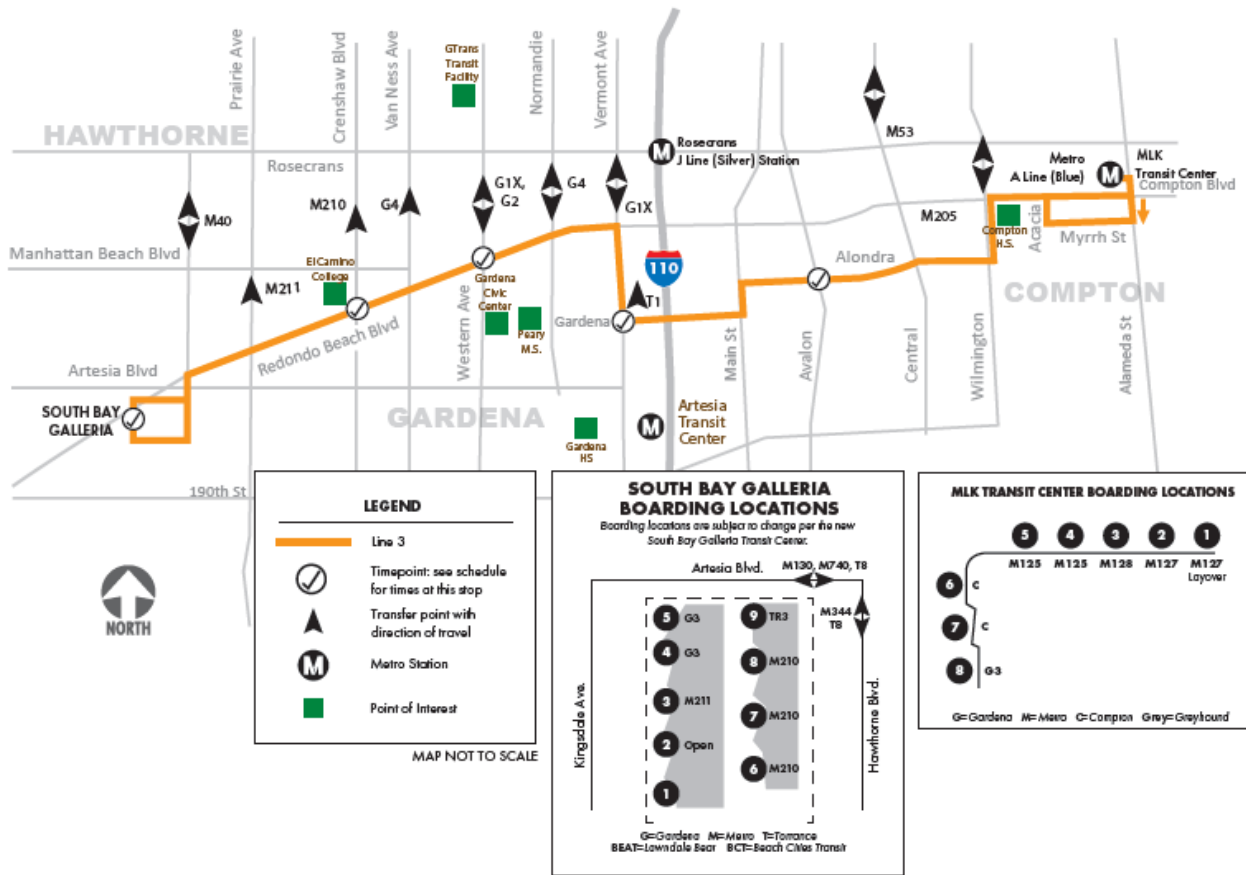 Prairie Ave
Crenshaw Blvd
Van Ness Ave
GTrans
Transit
Facility
Normandie
Vermont Ave
HAWTHORNE
Rosecrans
Rosecrans
J Line (Silver) Station
M53
Metro
A Line (Blue)
MLK
Transit Center
Compton Blvd
M40
M210
G4
G1X,
G2
G4
G1X
M205
Compton
H.S.
Acacia
Myrrh St
Manhattan Beach Blvd
M211
El Camino
College
Gardena
Civic
Center
110
Alondra
COMPTON
T1
Redondo Beach Blvd
Western Ave
Peary
M.S.
Gardena
Main St
Avalon
Central
Wilmington
Alameda St
Artesia Blvd
SOUTH BAY
GALLERIA
GARDENA
Gardena
HS
M
Artesia
Transit
Center
M
M
190th St
NORTH
LEGEND
Line 3
Timepoint: see schedule
for times at this stop
Transfer point with
direction of travel
M
Metro Station
Point of Interest
MAP NOT TO SCALE
SOUTH BAY GALLERIA
BOARDING LOCATIONS
Boarding locations are subject to change per the new
South Bay Galleria Transit Center.
Artesia Blvd.
M130, M740, T8
M344
T8
Kingsdale Ave.
Hawthorne Blvd.
5 G3
4 G3
3 M211
2 Open
1
9 TR3
8 M210
7 M210
6 M210
G=Gardena M=Metro T=Torrance
BEAT=Lawndale Beat BCT=Beach Cities Transit
MLK TRANSIT CENTER BOARDING LOCATIONS
5 4 3 2 1
M125 M125 M128 M127 M127
Layover
6 C
7 C
8 G3
G=Gardena M=Metro C=Compton Grey=Greyhound